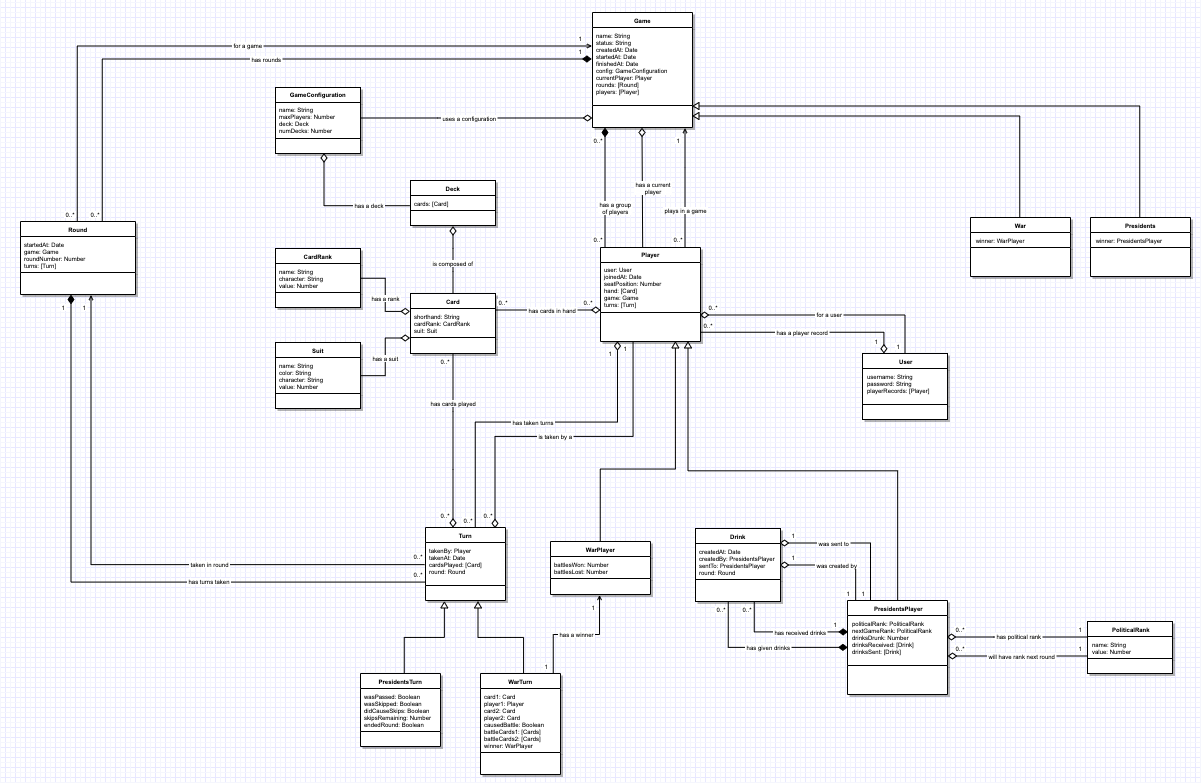 Game
name: String
status: String
createdAt: Date
startedAt: Date
finishedAt: Date
config: GameConfiguration
currentPlayer: Player
rounds: [Round]
players: [Player]
1
for a game
1
has rounds
GameConfiguration
name: String
maxPlayers: Number
deck: Deck
numDecks: Number
uses a configuration
0..*
1
has a deck
Deck
cards: [Card]
has a current
player
has a group
of players
plays in a game
0..*
0..*
0..*
0..*
Round
startedAt: Date
game: Game
roundNumber: Number
turns: [Turn]
1
1
War
winner: WarPlayer
Presidents
winner: PresidentsPlayer
CardRank
name: String
character: String
value: Number
is composed of
has a rank
Card
shorthand: String
cardRank: CardRank
suit: Suit
0..*
0..*
0..*
has cards in hand
Player
user: User
joinedAt: Date
seatPosition: Number
hand: [Card]
game: Game
turns: [Turn]
0..*
for a user
0..*
has a player record
1
1
1
1
User
username: String
password: String
playerRecords: [Player]
Suit
name: String
color: String
character: String
value: Number
has a suit
has cards played
has taken turns
is taken by a
0..*
0..*
0..*
Turn
takenBy: Player
takenAt: Date
cardsPlayed: [Card]
round: Round
0..*
taken in round
0..*
has turns taken
WarPlayer
battlesWon: Number
battlesLost: Number
1
has a winner
1
Drink
createdAt: Date
createdBy: PresidentsPlayer
sentTo: PresidentsPlayer
round: Round
1
was sent to
1
was created by
1
1
0..*
0..*
1
has received drinks
has given drinks
PresidentsPlayer
politicalRank: PoliticalRank
nextGameRank: PoliticalRank
drinksDrunk: Number
drinksReceived: [Drink]
drinksSent: [Drink]
0..*
has political rank
1
0..*
will have rank next round
1
PoliticalRank
name: String
value: Number
PresidentsTurn
wasPassed: Boolean
wasSkipped: Boolean
didCauseSkips: Boolean
skipsRemaining: Number
endedRound: Boolean
WarTurn
card1: Card
player1: Player
card2: Card
player2: Card
causedBattle: Boolean
battleCards1: [Cards]
battleCards2: [Cards]
winner: WarPlayer